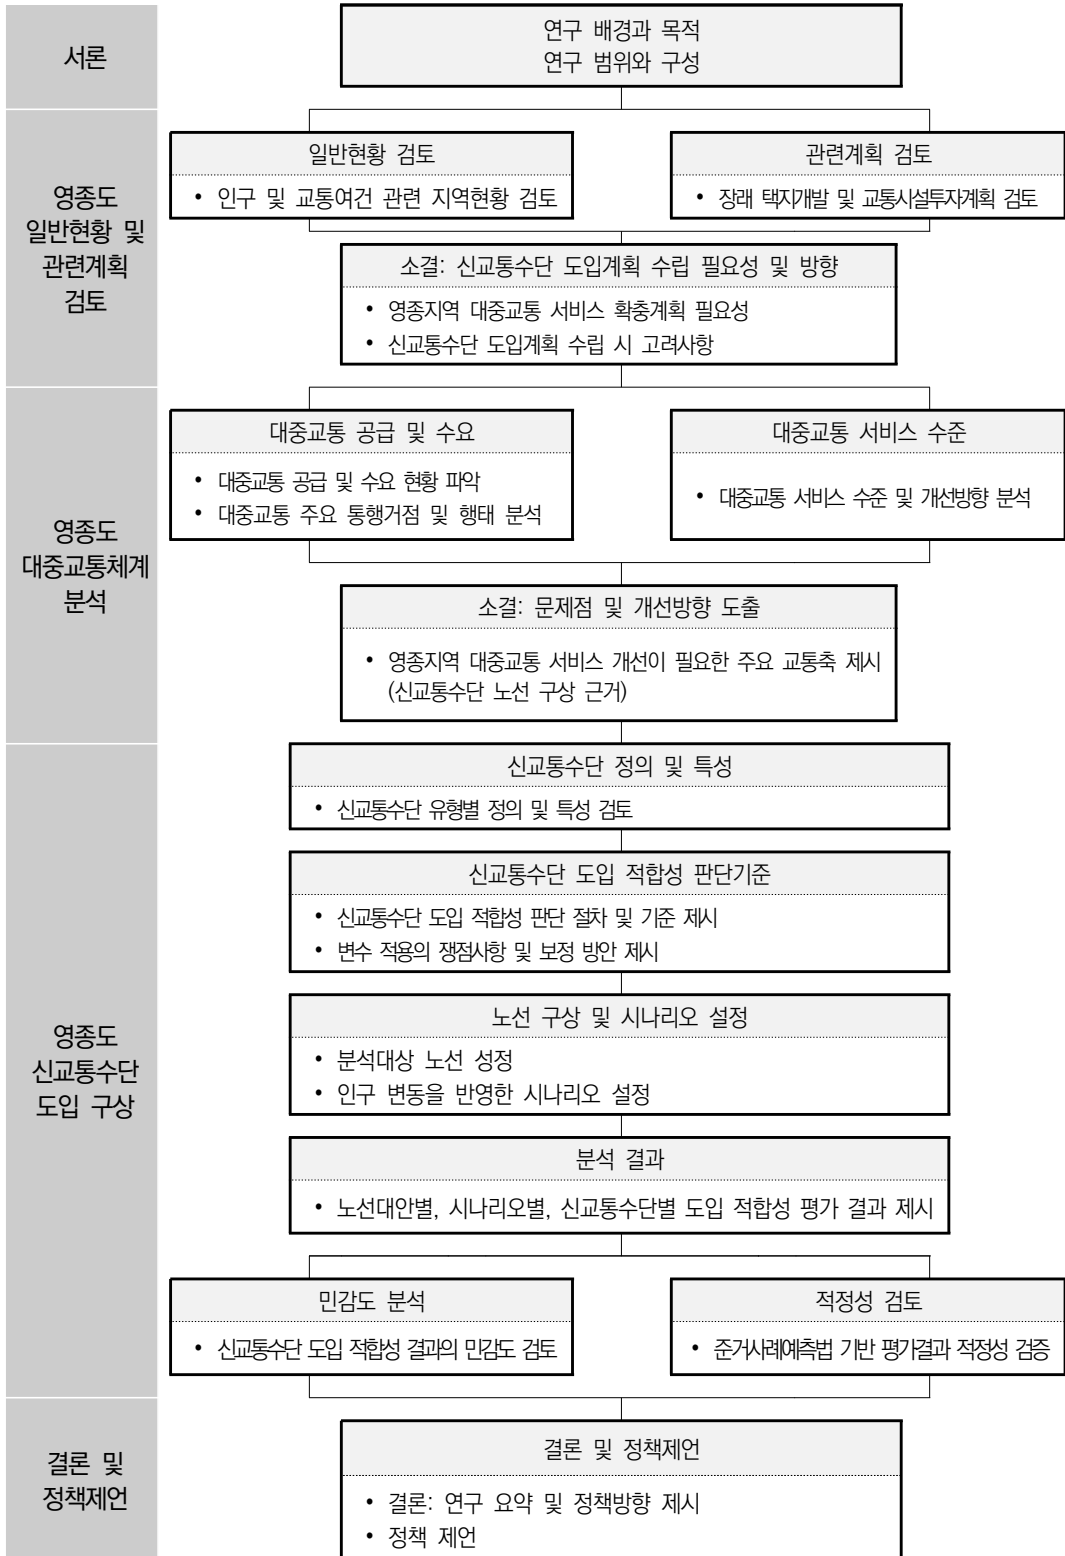 서론
연구 배경과 목적
연구 범위와 구성
영종도
일반현황 및
관련계획
검토
일반현황 검토
• 인구 및 교통여건 관련 지역현황 검토
관련계획 검토
• 장래 택지개발 및 교통시설투자계획 검토
소결: 신교통수단 도입계획 수립 필요성 및 방향
• 영종지역 대중교통 서비스 확충계획 필요성
• 신교통수단 도입계획 수립 시 고려사항
영종도
대중교통체계
분석
대중교통 공급 및 수요
• 대중교통 공급 및 수요 현황 파악
• 대중교통 주요 통행거점 및 행태 분석
대중교통 서비스 수준
• 대중교통 서비스 수준 및 개선방향 분석
소결: 문제점 및 개선방향 도출
• 영종지역 대중교통 서비스 개선이 필요한 주요 교통축 제시
(신교통수단 노선 구상 근거)
영종도
신교통수단
도입 구상
신교통수단 정의 및 특성
• 신교통수단 유형별 정의 및 특성 검토
신교통수단 도입 적합성 판단기준
• 신교통수단 도입 적합성 판단 절차 및 기준 제시
• 변수 적용의 쟁점사항 및 보정 방안 제시
노선 구상 및 시나리오 설정
• 분석대상 노선 성정
• 인구 변동을 반영한 시나리오 설정
분석 결과
• 노선대안별, 시나리오별, 신교통수단별 도입 적합성 평가 결과 제시
민감도 분석
• 신교통수단 도입 적합성 결과의 민감도 검토
적정성 검토
• 준거사례예측법 기반 평가결과 적정성 검증
결론 및
정책제언
결론 및 정책제언
• 결론: 연구 요약 및 정책방향 제시
• 정책 제언